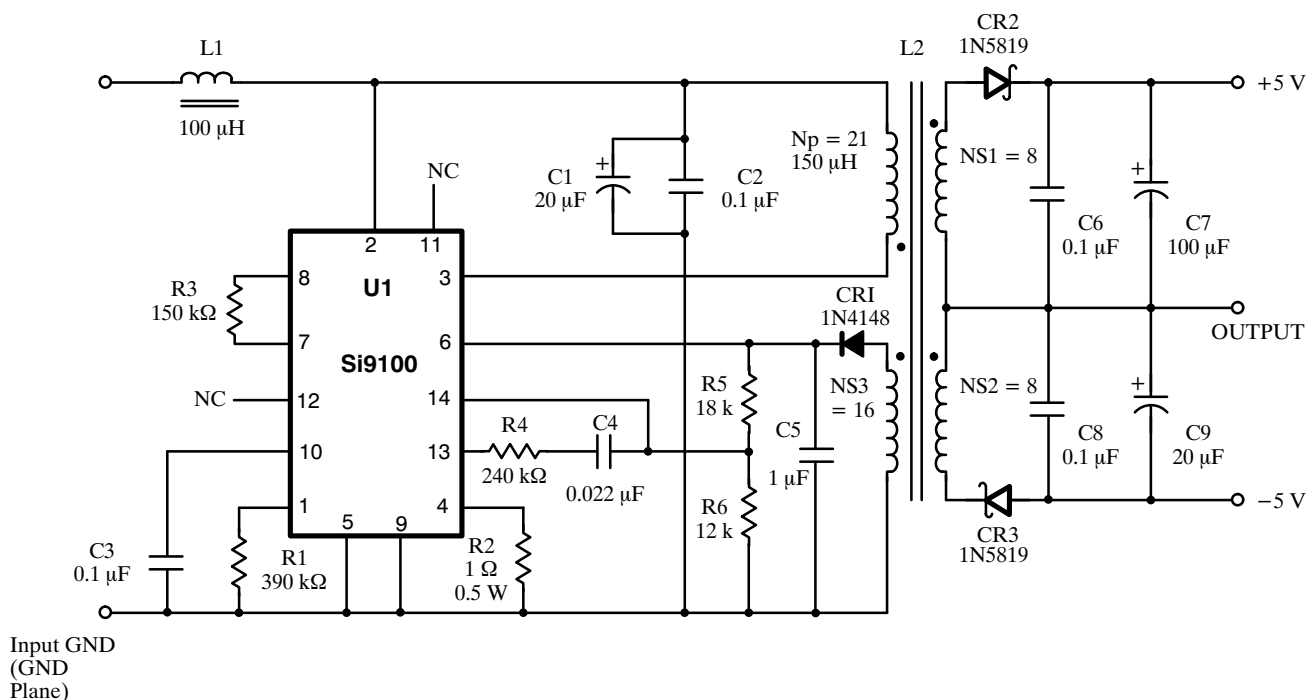 CR2
1N5819
L1
L2
+5 V
100 μH
Np = 21
150 μH
NS1 = 8
NC
C1
20 μF
C2
0.1 μF
C6
0.1 μF
C7
100 μF
2
11
8
3
U1
R3
150 kΩ
CRI
1N4148
OUTPUT
7
6
Si9100
R5
18 k
NS3
= 16
NS2 = 8
NC
12
14
R4
C4
C5
1 μF
C8
0.1 μF
C9
20 μF
10
13
240 kΩ
0.022 μF
R6
12 k
−5 V
1
5
9
4
C3
0.1 μF
R1
390 kΩ
R2
1 Ω
0.5 W
CR3
1N5819
+
+
+
Input GND
(GND
Plane)